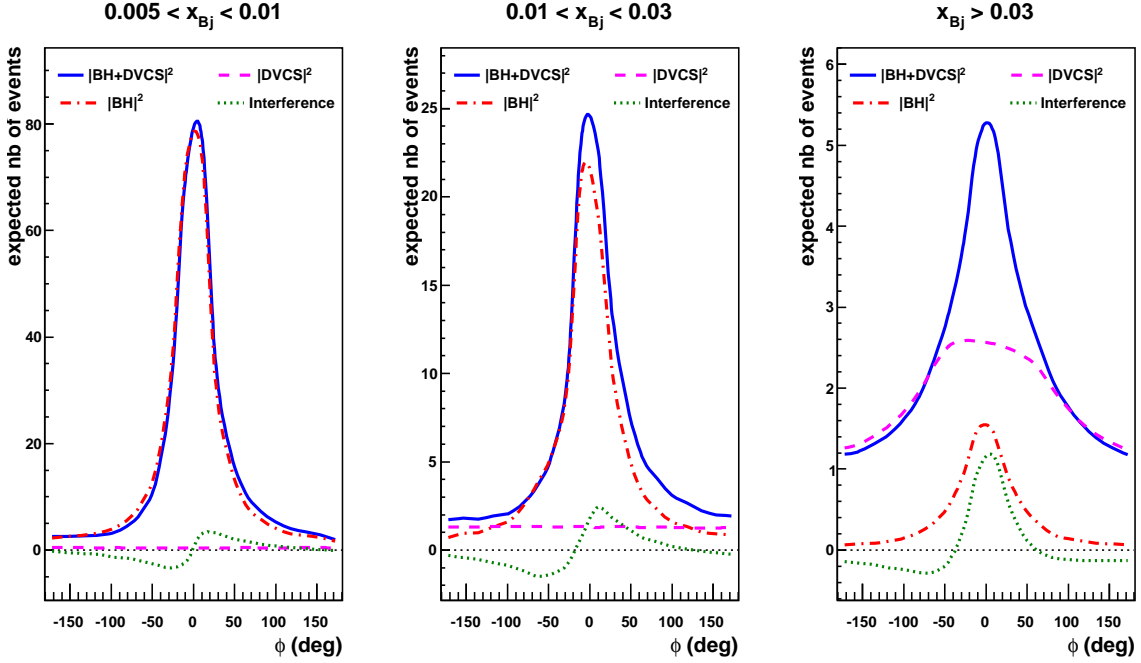 0.005 < x_Bj < 0.01
expected nb of events
|BH+DVCS|² |DVCS|²
|BH|² Interference
80
60
40
20
0
-150 -100 -50 0 50 100 150
ϕ (deg)
0.01 < x_Bj < 0.03
expected nb of events
|BH+DVCS|² |DVCS|²
|BH|² Interference
25
20
15
10
5
0
-150 -100 -50 0 50 100 150
ϕ (deg)
x_Bj > 0.03
expected nb of events
|BH+DVCS|² |DVCS|²
|BH|² Interference
6
5
4
3
2
1
0
-150 -100 -50 0 50 100 150
ϕ (deg)